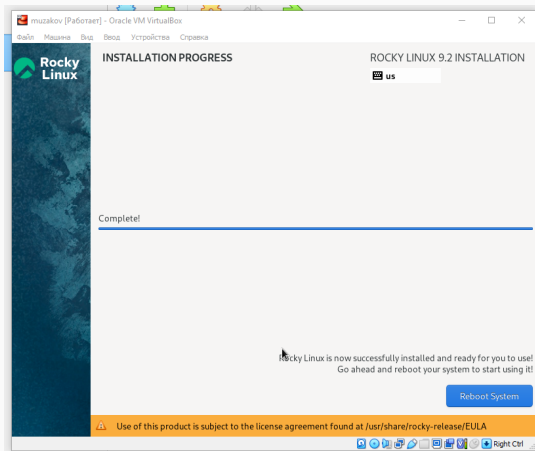 muzakov [Работает] - Oracle VM VirtualBox
Файл Машина Вид Ввод Устройства Справка
Rocky
Linux
INSTALLATION PROGRESS
ROCKY LINUX 9.2 INSTALLATION
us
Complete!
Rocky Linux is now successfully installed and ready for you to use!
Go ahead and reboot your system to start using it!
Reboot System
Use of this product is subject to the license agreement found at /usr/share/rocky-release/EULA
Right Ctrl